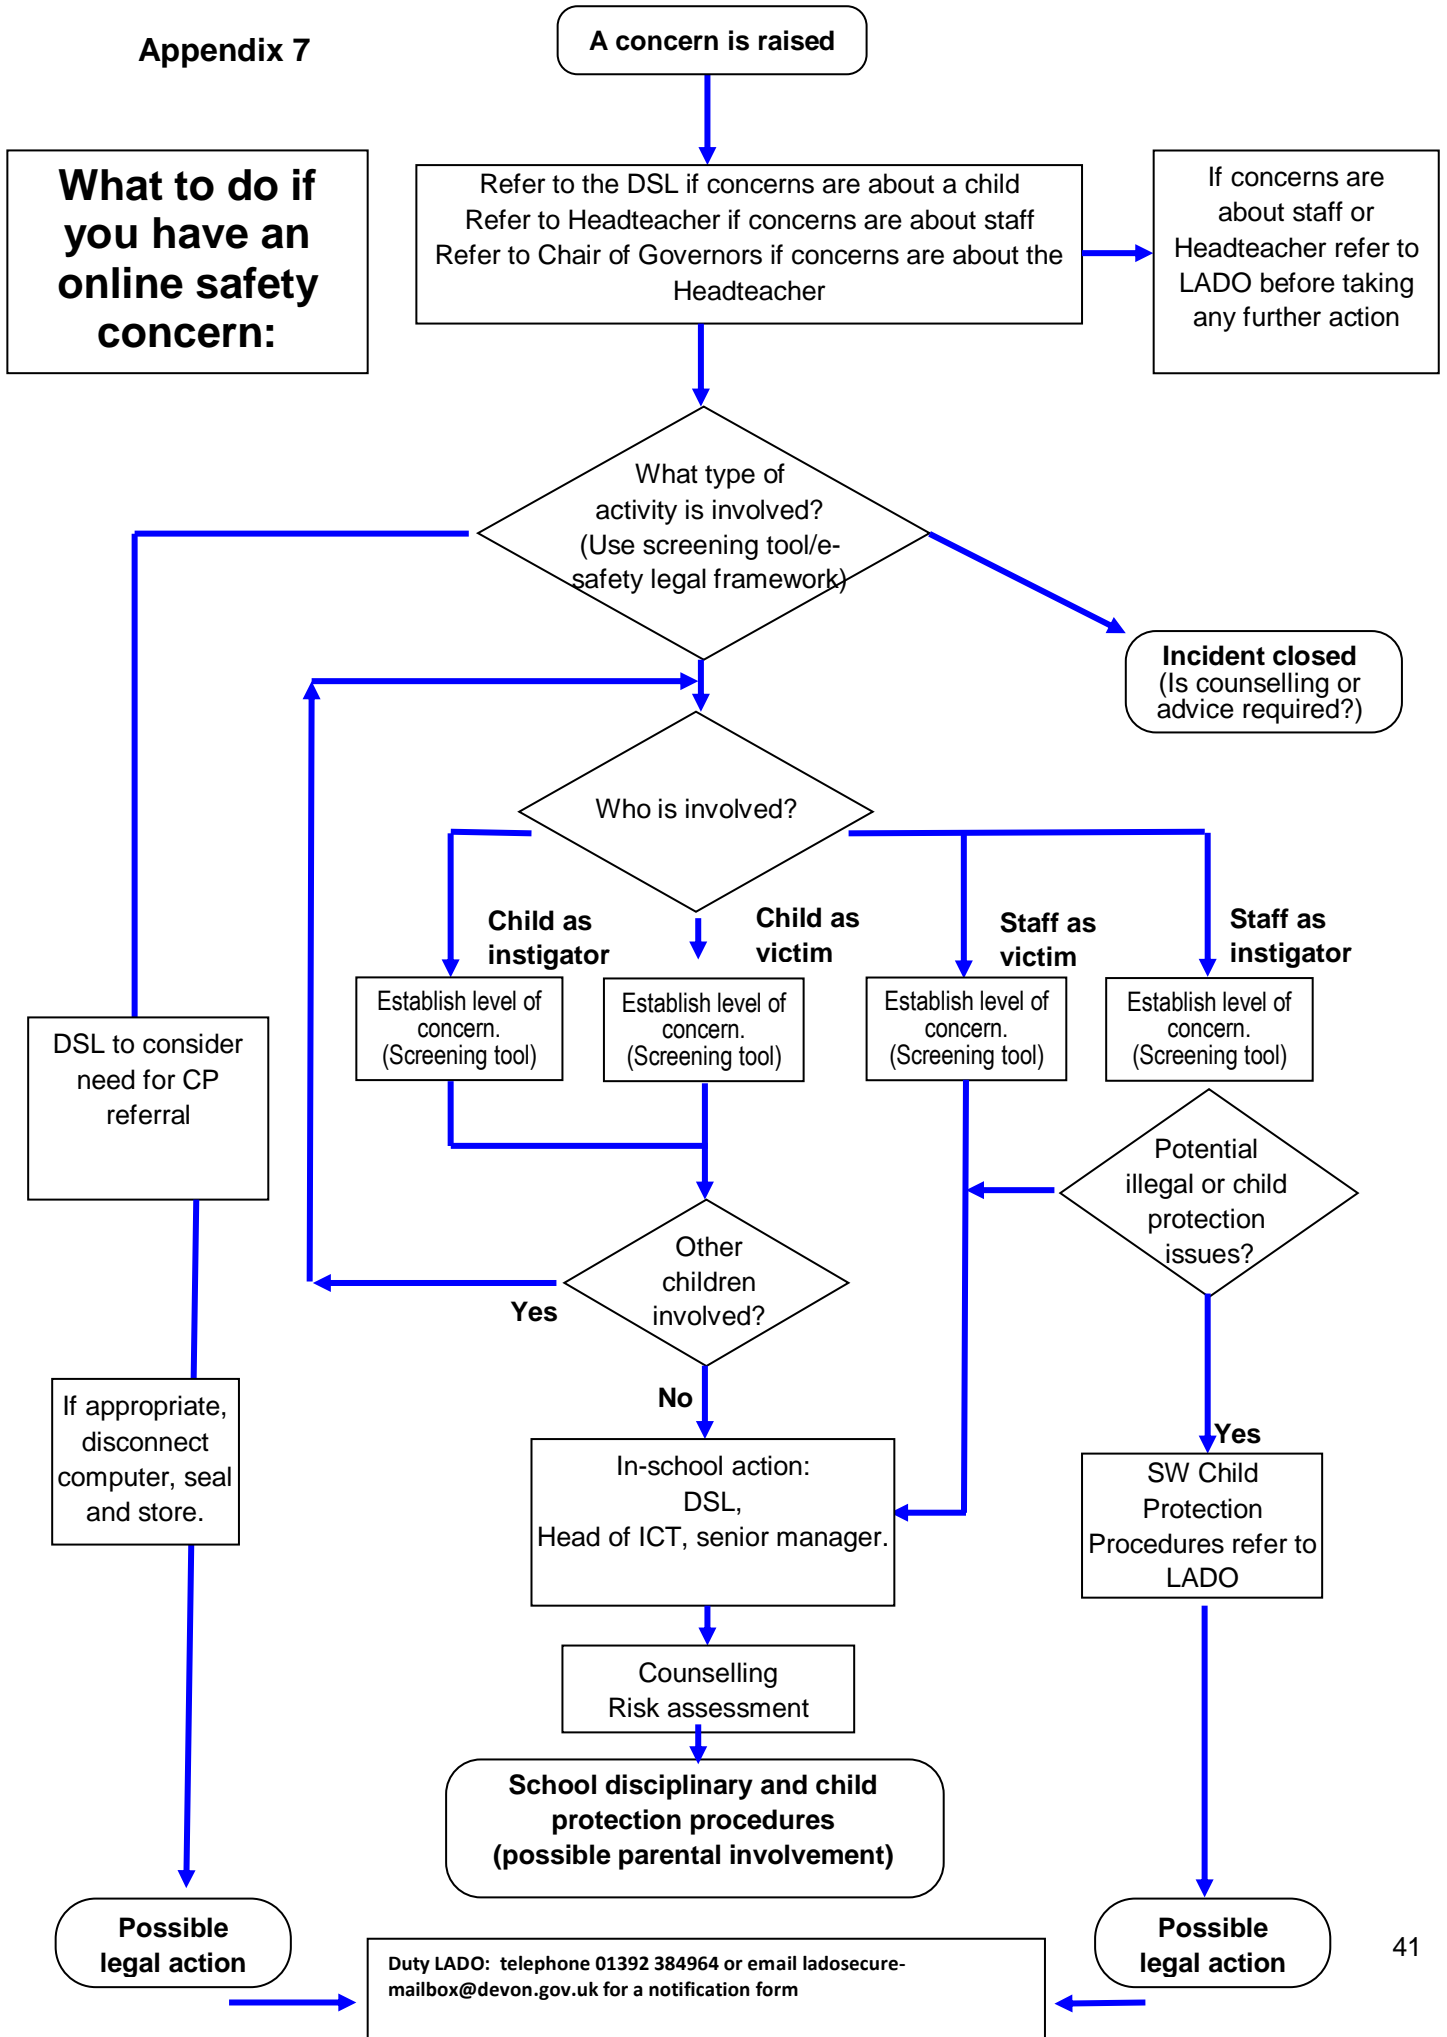 Appendix 7
A concern is raised
What to do if
you have an
online safety
concern:
Refer to the DSL if concerns are about a child
Refer to Headteacher if concerns are about staff
Refer to Chair of Governors if concerns are about the
Headteacher
If concerns are
about staff or
Headteacher refer to
LADO before taking
any further action
What type of
activity is involved?
(Use screening tool/e-
safety legal framework)
Incident closed
(Is counselling or
advice required?)
Who is involved?
Child as
instigator
Child as
victim
Staff as
victim
Staff as
instigator
Establish level of
concern.
(Screening tool)
Establish level of
concern.
(Screening tool)
Establish level of
concern.
(Screening tool)
Establish level of
concern.
(Screening tool)
DSL to consider
need for CP
referral
Potential
illegal or child
protection
issues?
Other
children
involved?
Yes
No
If appropriate,
disconnect
computer, seal
and store.
In-school action:
DSL,
Head of ICT, senior manager.
Yes
SW Child
Protection
Procedures refer to
LADO
Counselling
Risk assessment
School disciplinary and child
protection procedures
(possible parental involvement)
Possible
legal action
Possible
legal action
Duty LADO:  telephone 01392 384964 or email ladosecure-
mailbox@devon.gov.uk for a notification form
41